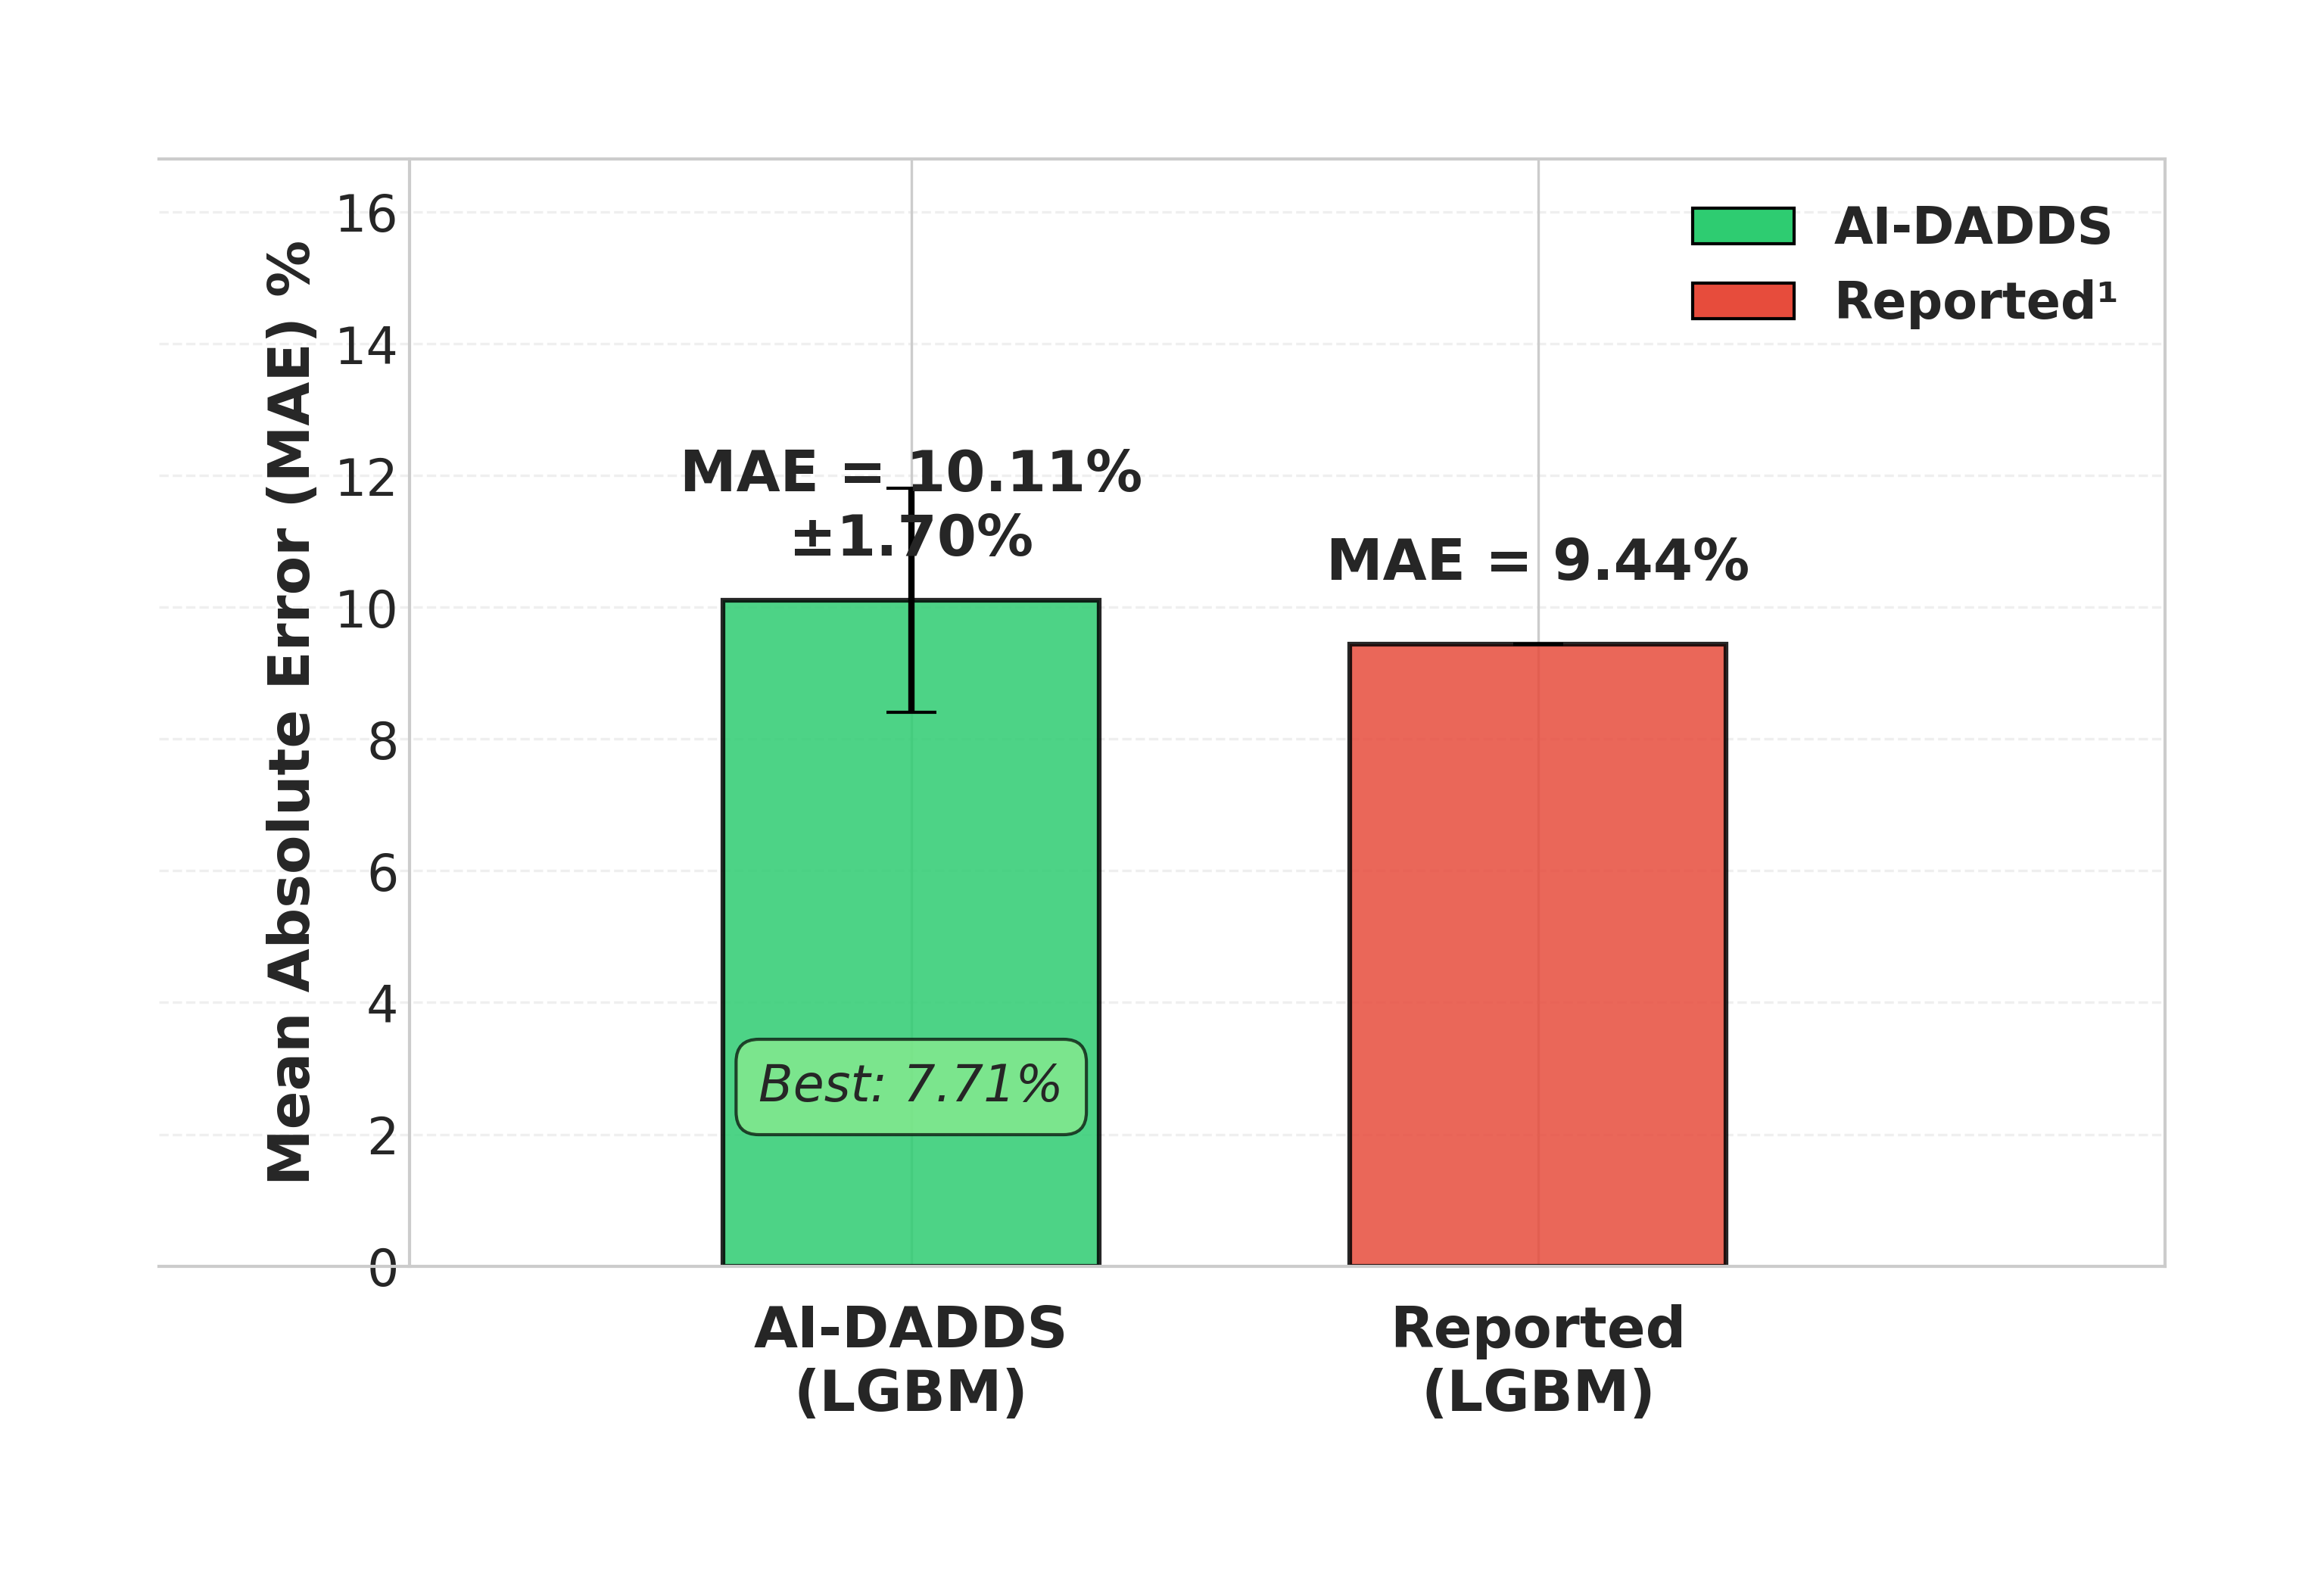 Mean Absolute Error (MAE) %
16
14
12
10
8
6
4
2
0
AI-DADDS
Reported¹
MAE = 10.11%
±1.70%
MAE = 9.44%
Best: 7.71%
AI-DADDS
(LGBM)
Reported
(LGBM)